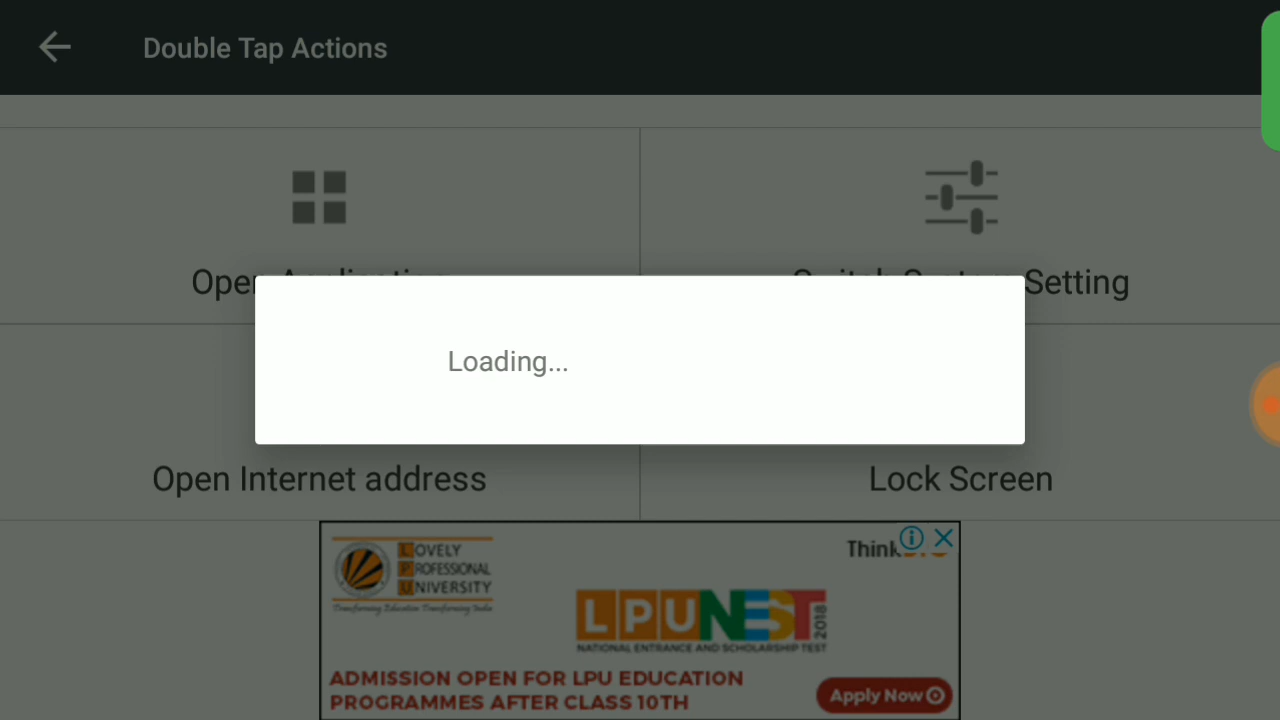 Double Tap Actions
Setting
Loading...
Open Internet address
Lock Screen
LOVELY
PROFESSIONAL
UNIVERSITY
Transforming Education Transforming India
Think
LPUNEST 2018
NATIONAL ENTRANCE AND SCHOLARSHIP TEST
ADMISSION OPEN FOR LPU EDUCATION
PROGRAMMES AFTER CLASS 10TH
Apply Now